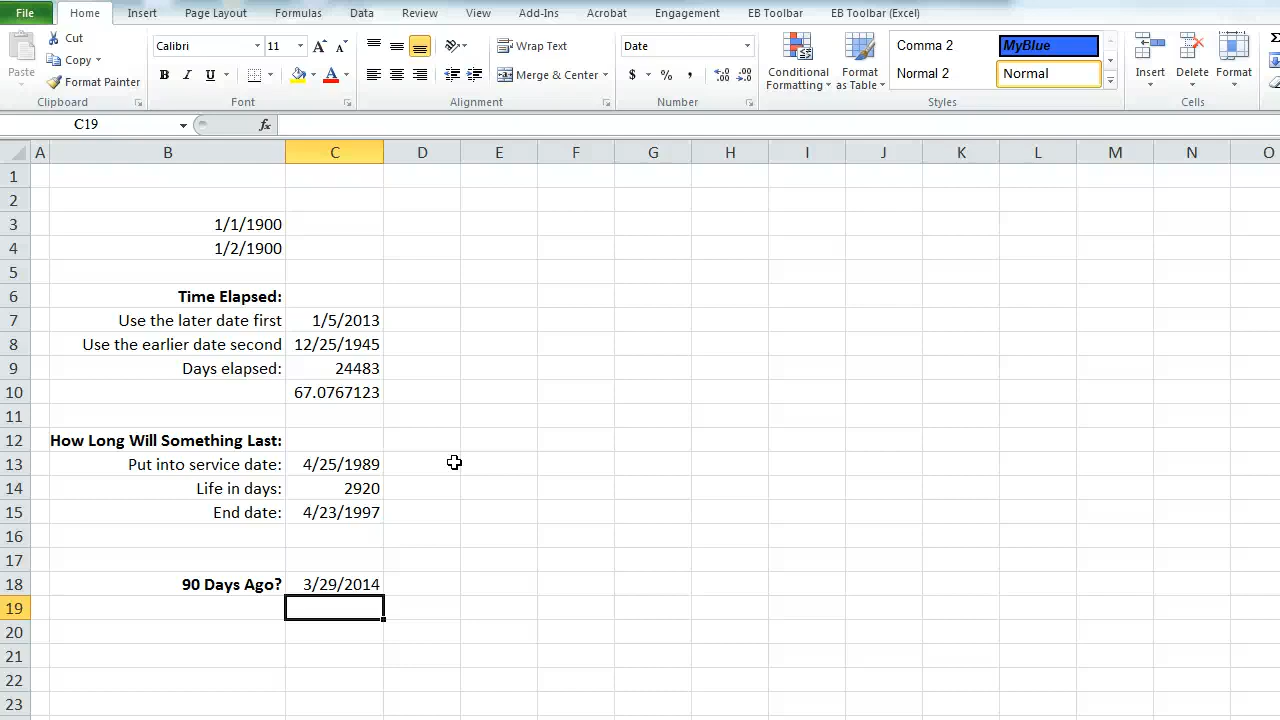 File Home Insert Page Layout Formulas Data Review View Add-Ins Acrobat Engagement EB Toolbar EB Toolbar (Excel)
Paste Cut Copy Format Painter Clipboard
Calibri 11 A A B I U A Font
Wrap Text Merge & Center Alignment
Date $ % , .00 .00 Number
Conditional Formatting Format as Table Comma 2 MyBlue Normal 2 Normal Styles
Insert Delete Format Cells
C19 fx
A B C D E F G H I J K L M N O
1
2
3 1/1/1900
4 1/2/1900
5
6 Time Elapsed:
7 Use the later date first 1/5/2013
8 Use the earlier date second 12/25/1945
9 Days elapsed: 24483
10 67.0767123
11
12 How Long Will Something Last:
13 Put into service date: 4/25/1989
14 Life in days: 2920
15 End date: 4/23/1997
16
17
18 90 Days Ago? 3/29/2014
19
20
21
22
23